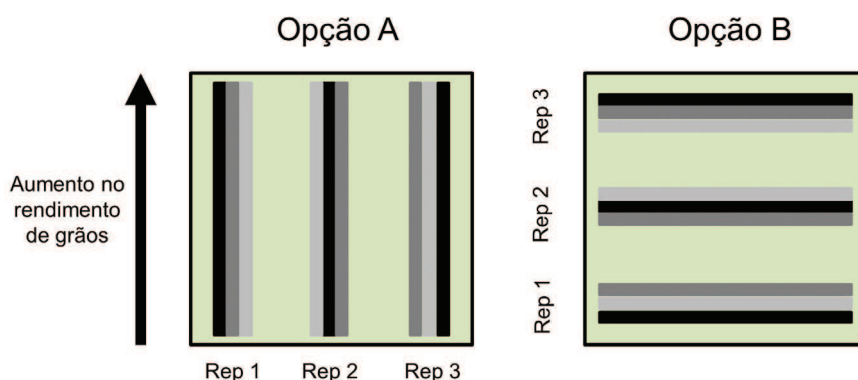 Opção A
Opção B
Aumento no
rendimento
de grãos
Rep 1
Rep 2
Rep 3
Rep 3
Rep 2
Rep 1